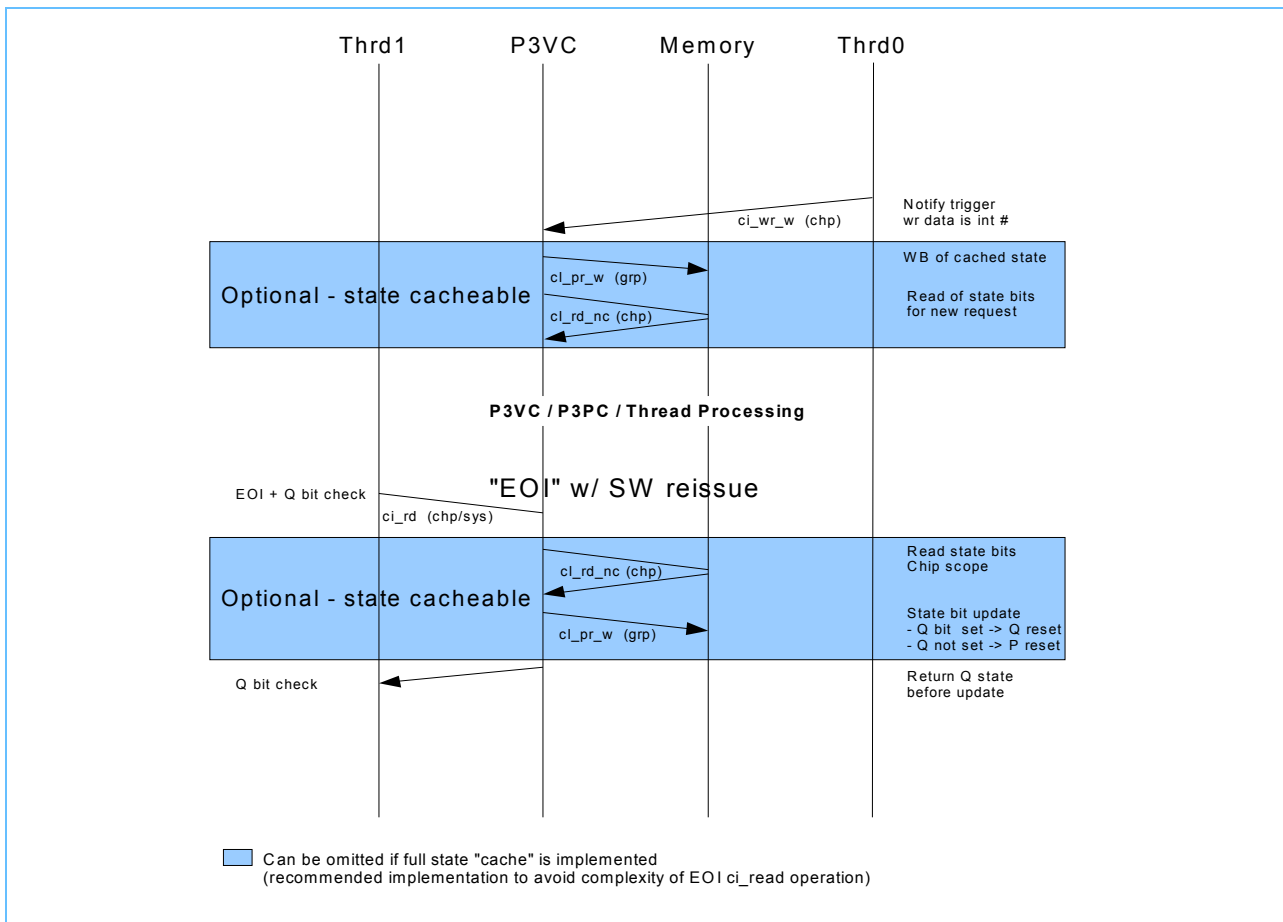 Thrd1 P3VC Memory Thrd0
Notify trigger
wr data is int #
ci_wr_w (chp)
WB of cached state
cl_pr_w (grp)
Optional - state cacheable
Read of state bits
for new request
cl_rd_nc (chp)
P3VC / P3PC / Thread Processing
"EOI" w/ SW reissue
EOI + Q bit check
ci_rd (chp/sys)
Read state bits
Chip scope
cl_rd_nc (chp)
Optional - state cacheable
State bit update
- Q bit set -> Q reset
- Q not set -> P reset
cl_pr_w (grp)
Q bit check
Return Q state
before update
Can be omitted if full state "cache" is implemented
(recommended implementation to avoid complexity of EOI ci_read operation)